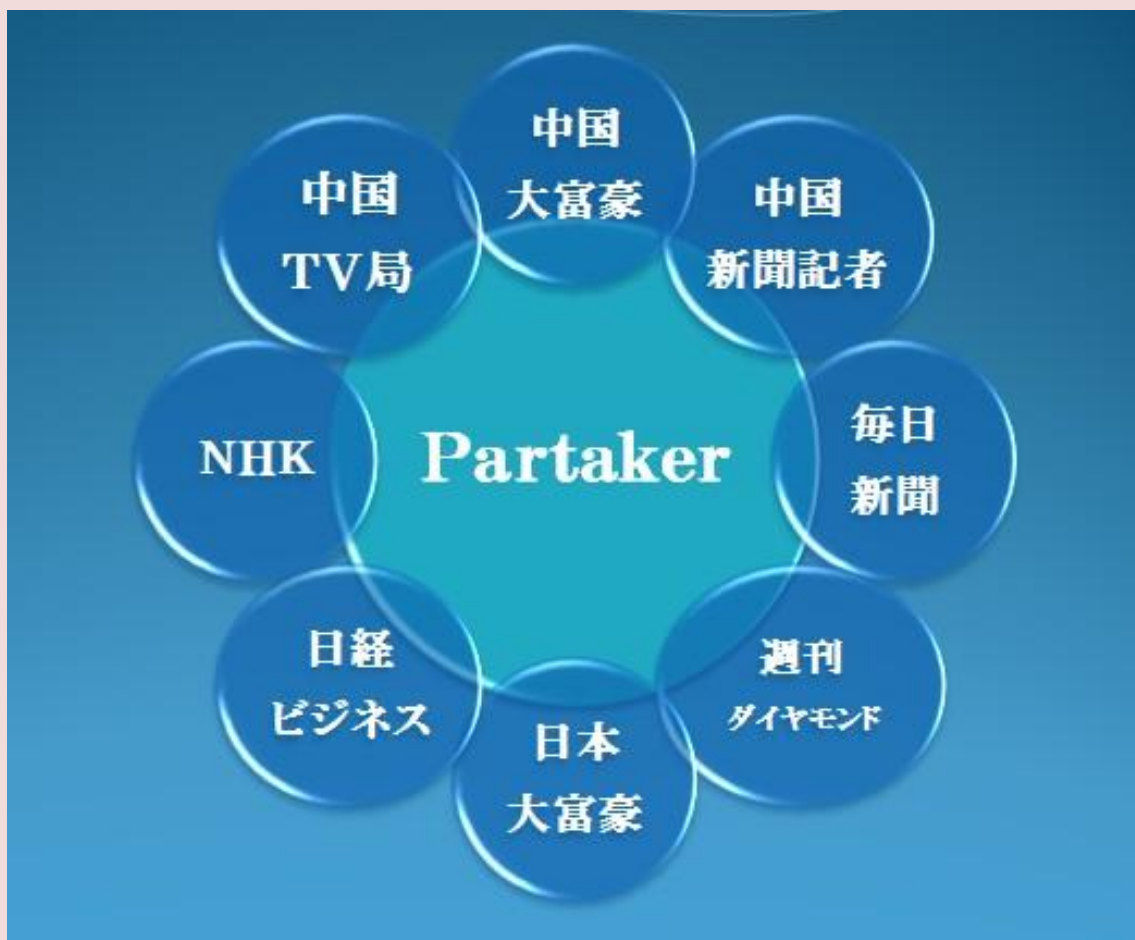 中国
大富豪
中国
新聞記者
毎日
新聞
週刊
ダイヤモンド
日本
大富豪
日経
ビジネス
NHK
中国
TV局
Partaker